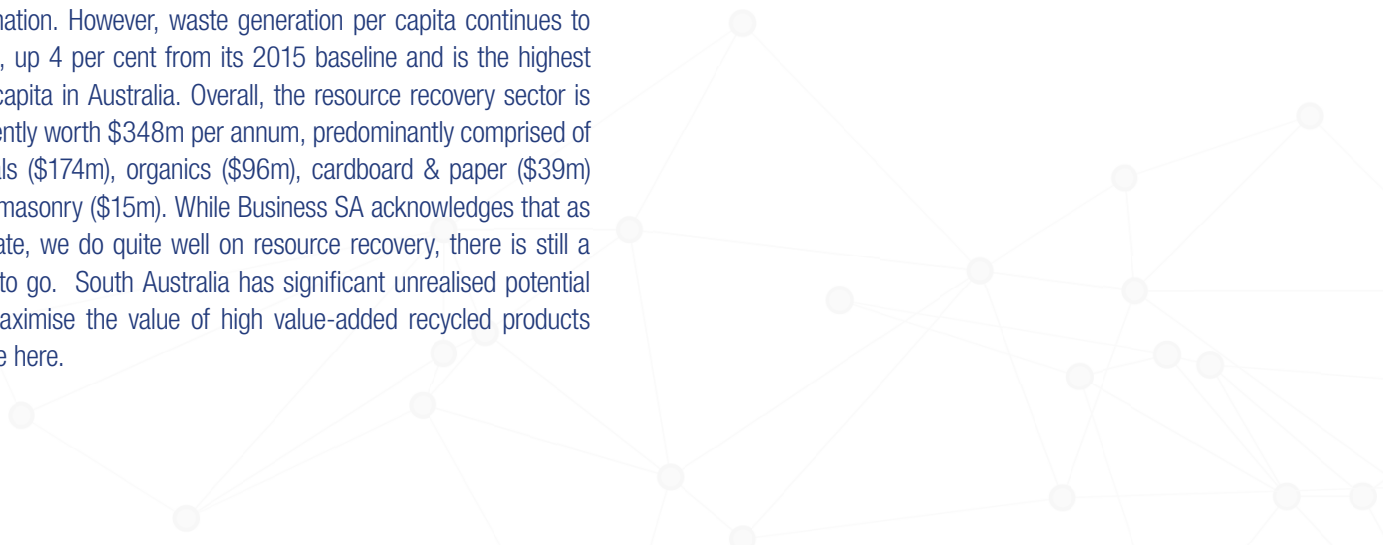 nation. However, waste generation per capita continues to
, up 4 per cent from its 2015 baseline and is the highest
capita in Australia. Overall, the resource recovery sector is
ently worth $348m per annum, predominantly comprised of
als ($174m), organics ($96m), cardboard & paper ($39m)
masonry ($15m). While Business SA acknowledges that as
ate, we do quite well on resource recovery, there is still a
to go. South Australia has significant unrealised potential
aximise the value of high value-added recycled products
e here.